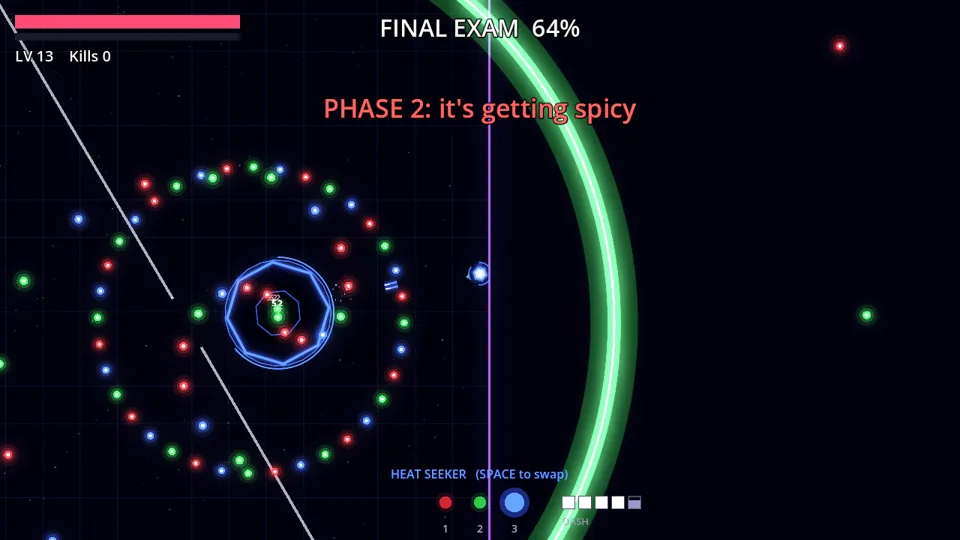 FINAL EXAM 64%
LV 13 Kills 0
PHASE 2: it's getting spicy
HEAT SEEKER (SPACE to swap)
1 2 3
DASH